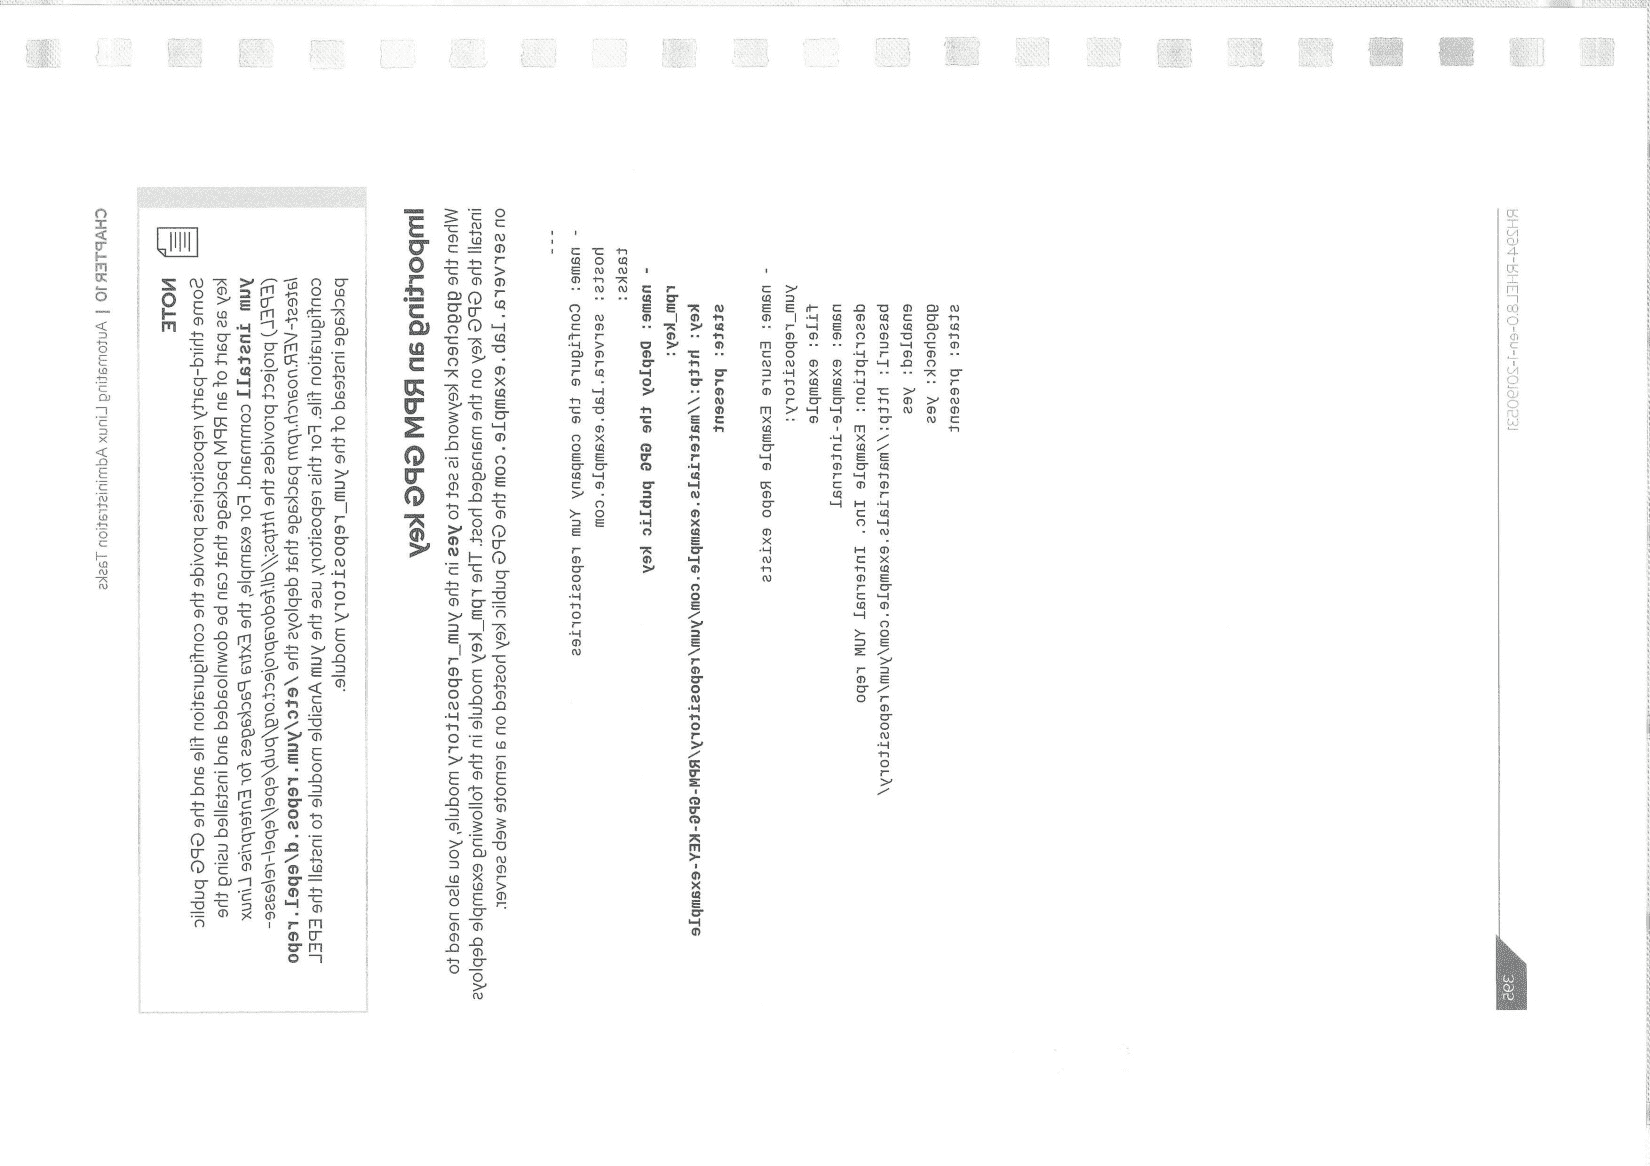 CHAPTER 10 | Automating Linux Administration Tasks
NOTE
Some third-party repositories provide the configuration file and the GPG public
key as part of an RPM package that can be downloaded and installed using the
yum install command. For example, the Extra Packages for Enterprise Linux
(EPEL) project provides the https://dl.fedoraproject.org/pub/epel/epel-release-
latest-VER.noarch.rpm package that deploys the /etc/yum.repos.d/epel.repo
configuration file. For this repository, use the yum Ansible module to install the EPEL
package instead of the yum_repository module.
Importing an RPM GPG key
When the gpgcheck keyword is set to yes in the yum_repository module, you also need to
install the GPG key on the managed host. The rpm_key module in the following example deploys
on servera.lab.example.com the GPG public key hosted on a remote web server.
---
- name: Configure the company yum repositories
hosts: servera.lab.example.com
tasks:
- name: Deploy the GPG public key
rpm_key:
key: http://materials.example.com/yum/repository/RPM-GPG-KEY-example
state: present
- name: Ensure Example Repo exists
yum_repository:
file: example
name: example-internal
description: Example Inc. Internal YUM repo
baseurl: http://materials.example.com/yum/repository/
enabled: yes
gpgcheck: yes
state: present
RH294-RHEL8.0-en-1-20190531
395